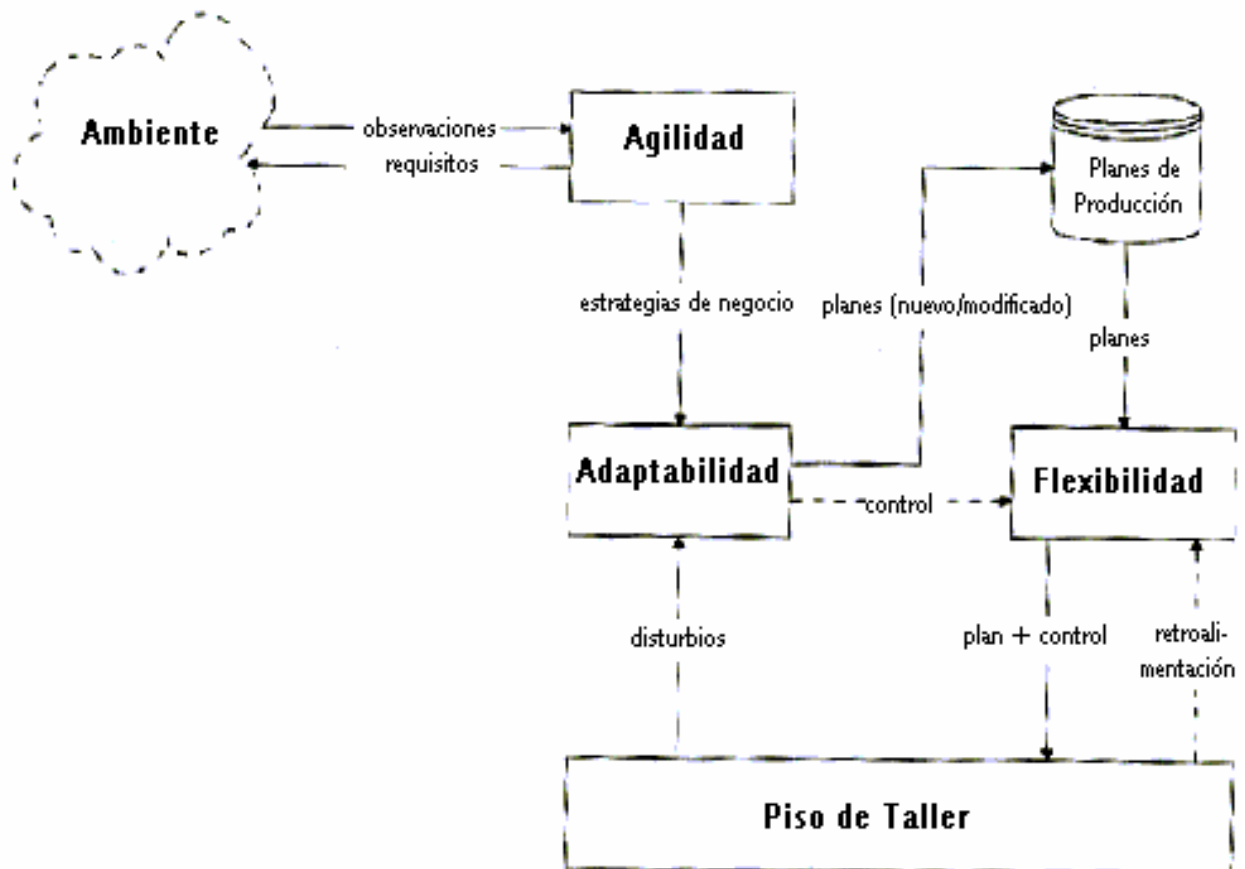 Ambiente
observaciones
requisitos
Agilidad
Planes de
Producción
estrategias de negocio
planes (nuevo/modificado)
planes
Adaptabilidad
control
Flexibilidad
disturbios
plan + control
retroali-
mentación
Piso de Taller